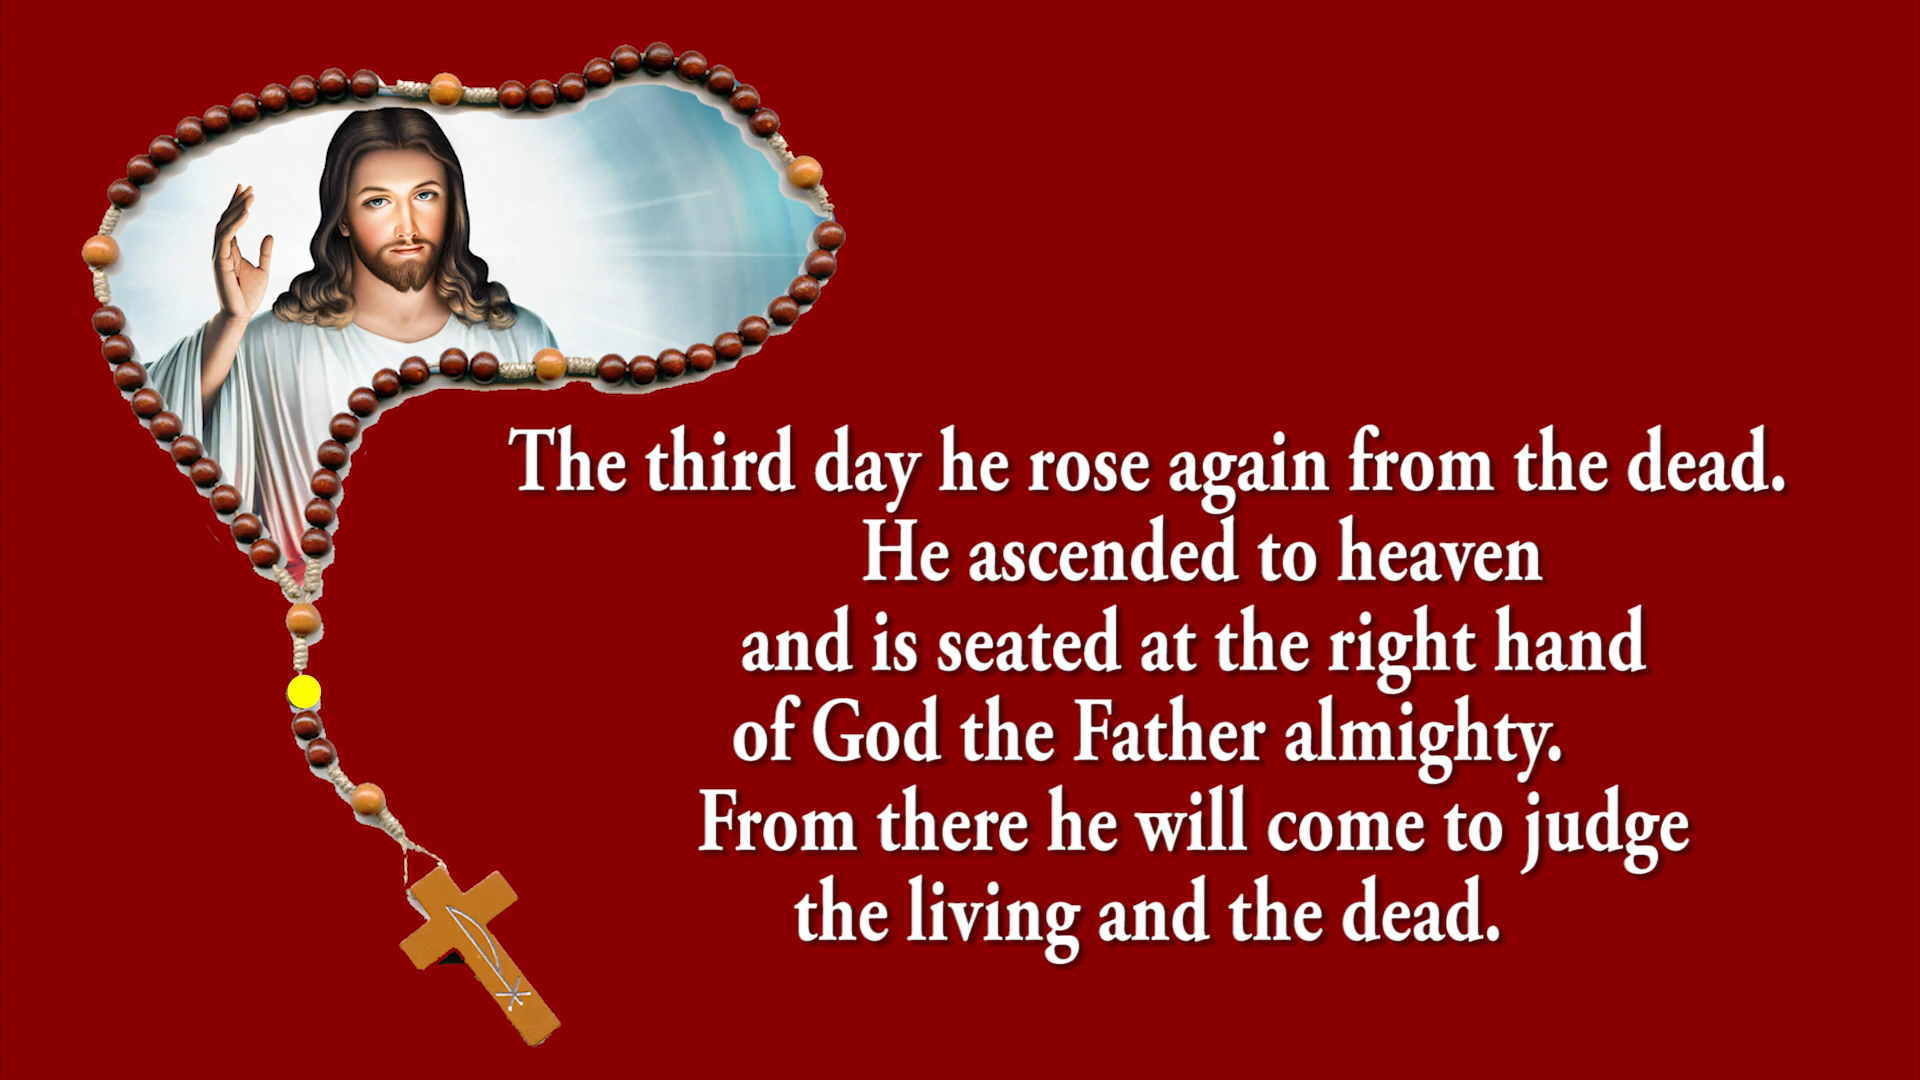 The third day he rose again from the dead.
He ascended to heaven
and is seated at the right hand
of God the Father almighty.
From there he will come to judge
the living and the dead.